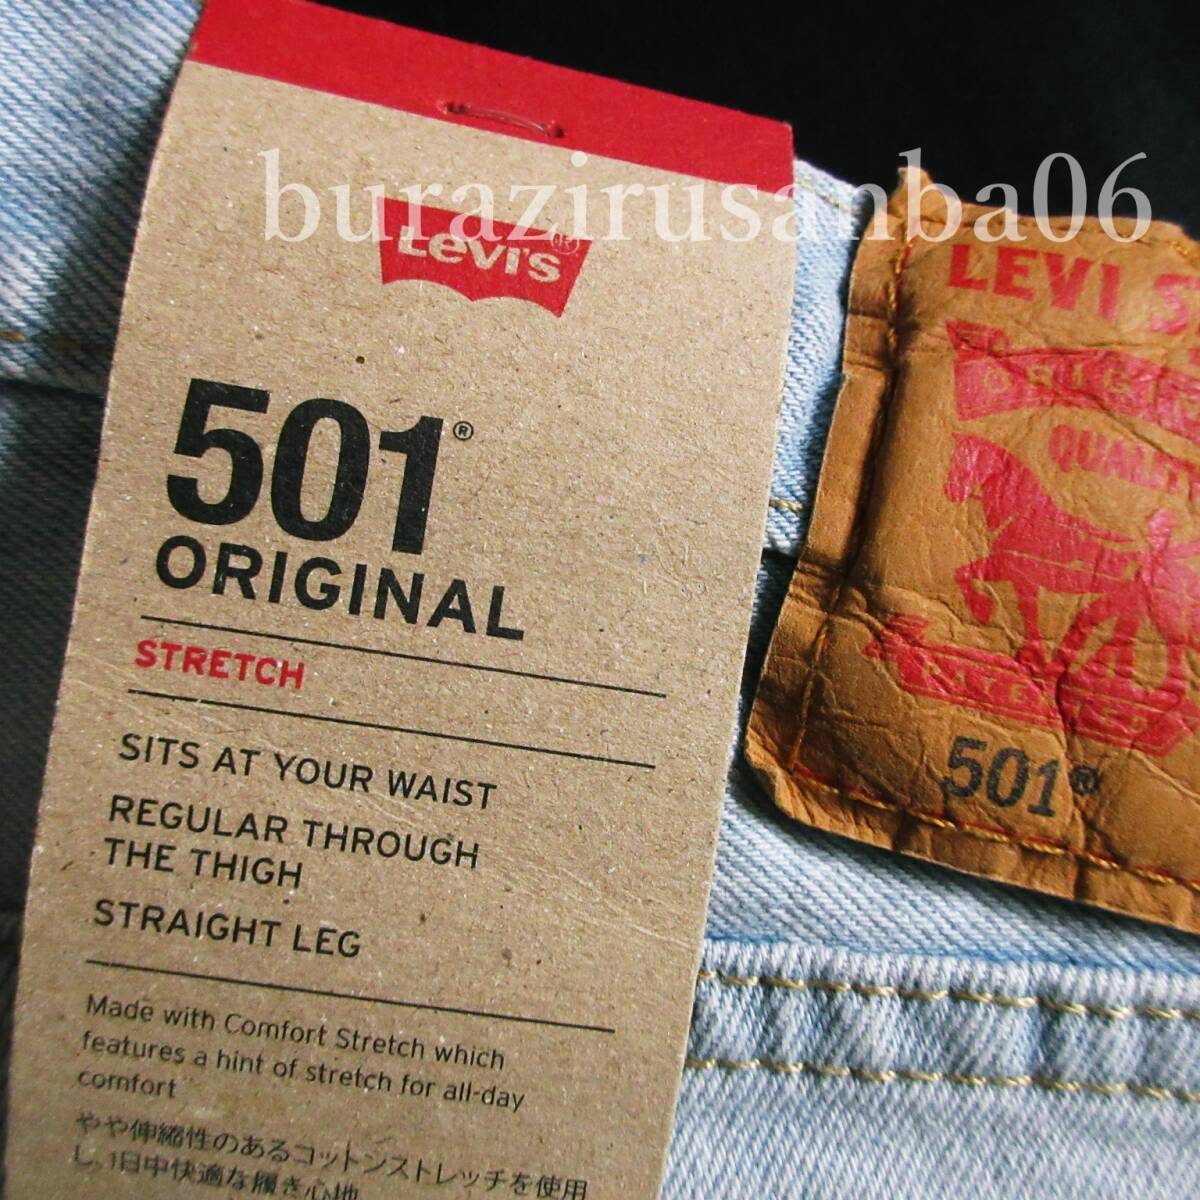 burazirusanba06
Levi's®
501®
ORIGINAL
STRETCH
SITS AT YOUR WAIST
REGULAR THROUGH
THE THIGH
STRAIGHT LEG
Made with Comfort Stretch which
features a hint of stretch for all-day
comfort
やや伸縮性のあるコットンストレッチを使用
し、1日中快適な履き心地
LEVI S
ORIGIN
QUALIT
501®